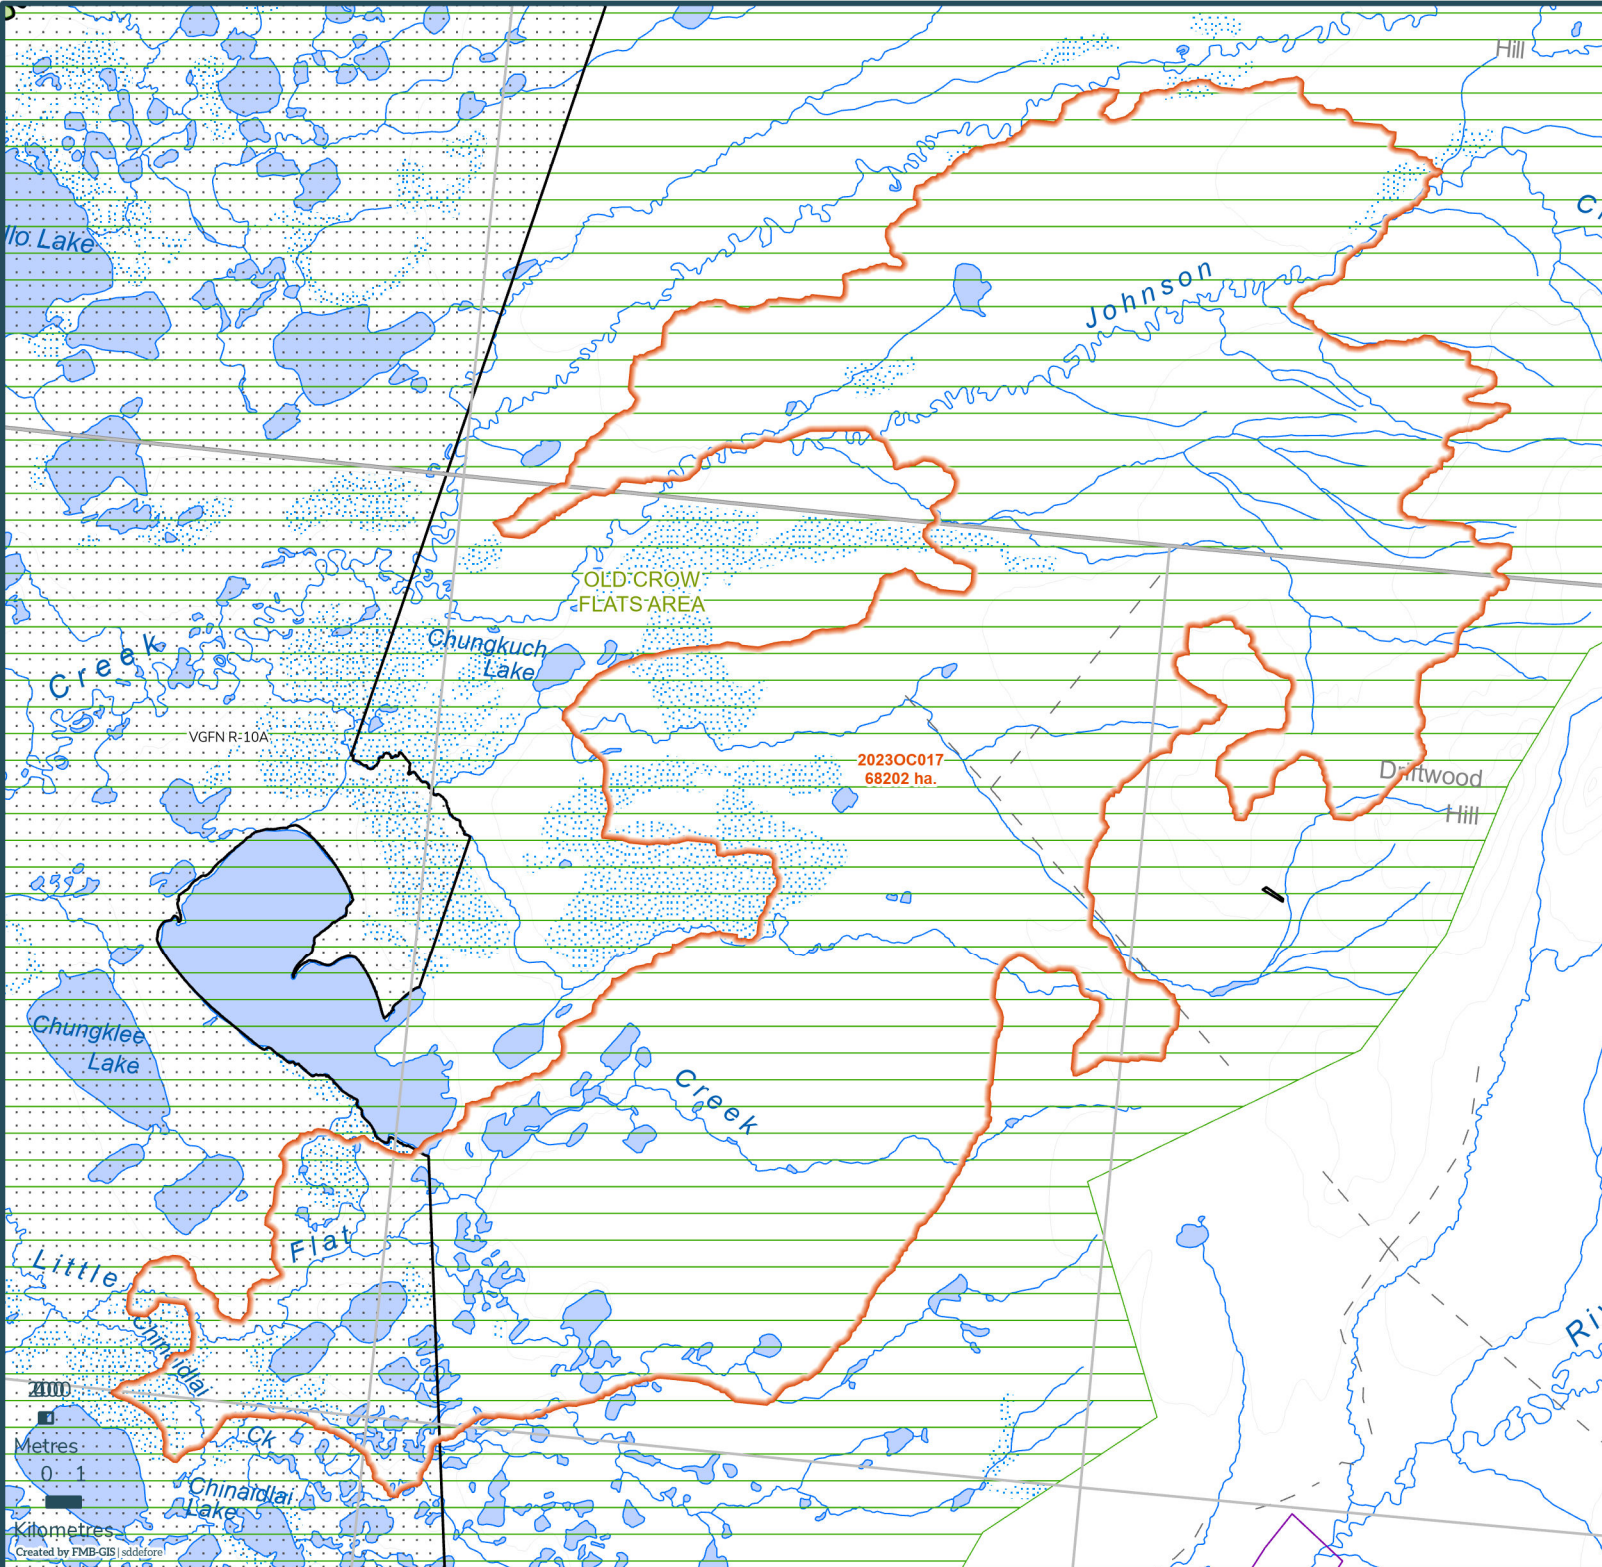 Hill
llo Lake
Johnson
OLD CROW
FLATS AREA
Chungkuch
Lake
Creek
VGFN R-10A
2023OC017
68202 ha.
Driftwood
Hill
Chungklee
Lake
Creek
Flat
Little
Chinaidlai
Ck
Metres
0 1
Kilometres
Chinaidlai
Lake
Created by FMB-GIS | sddefore